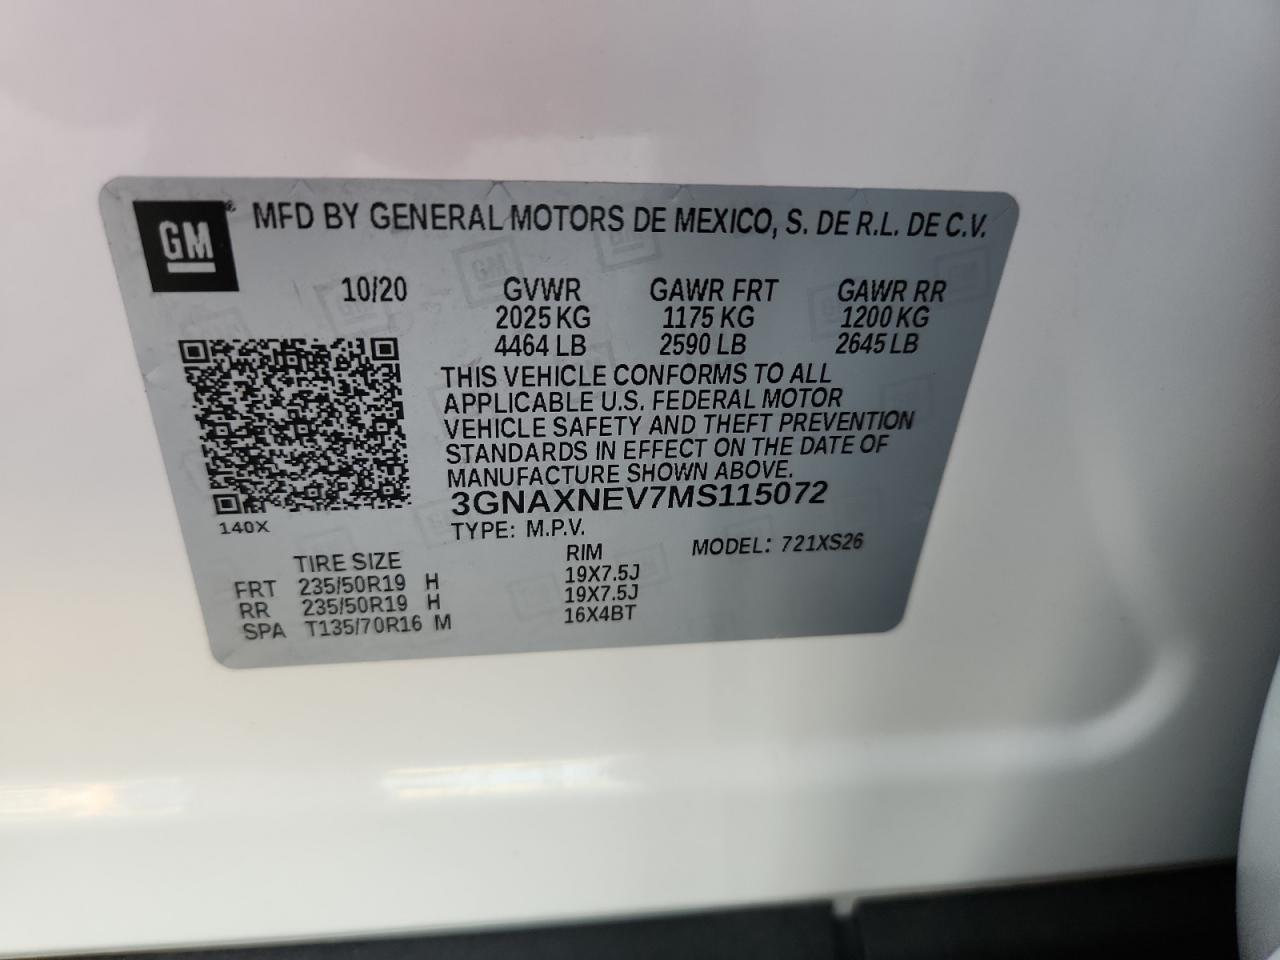 GM® MFD BY GENERAL MOTORS DE MEXICO, S. DE R.L. DE C.V.
10/20 GVWR GAWR FRT GAWR RR
2025 KG 1175 KG 1200 KG
4464 LB 2590 LB 2645 LB
THIS VEHICLE CONFORMS TO ALL
APPLICABLE U.S. FEDERAL MOTOR
VEHICLE SAFETY AND THEFT PREVENTION
STANDARDS IN EFFECT ON THE DATE OF
MANUFACTURE SHOWN ABOVE.
3GNAXNEV7MS115072
140X TYPE: M.P.V. MODEL: 721XS26
TIRE SIZE RIM
FRT 235/50R19 H 19X7.5J
RR 235/50R19 H 19X7.5J
SPA T135/70R16 M 16X4BT